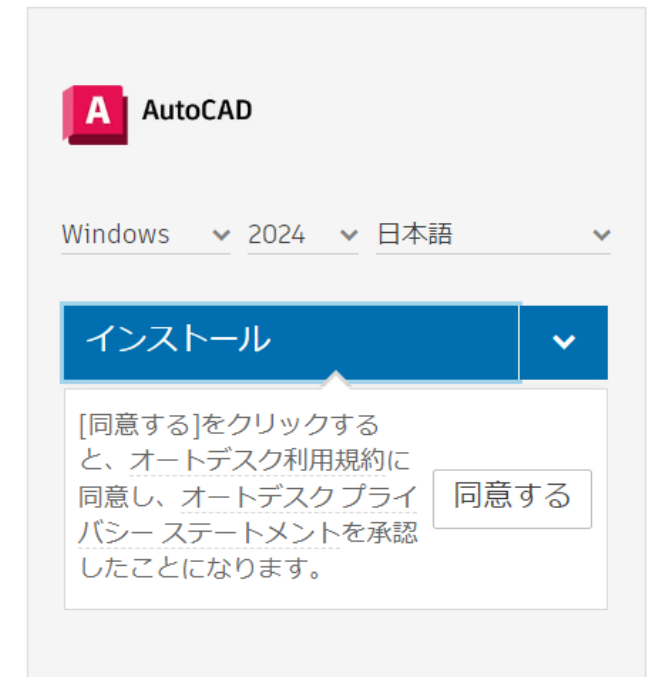 A AutoCAD
Windows 2024 日本語
インストール
[同意する]をクリックする
と、オートデスク利用規約に
同意し、オートデスク プライ
バシー ステートメントを承認
したことになります。
同意する